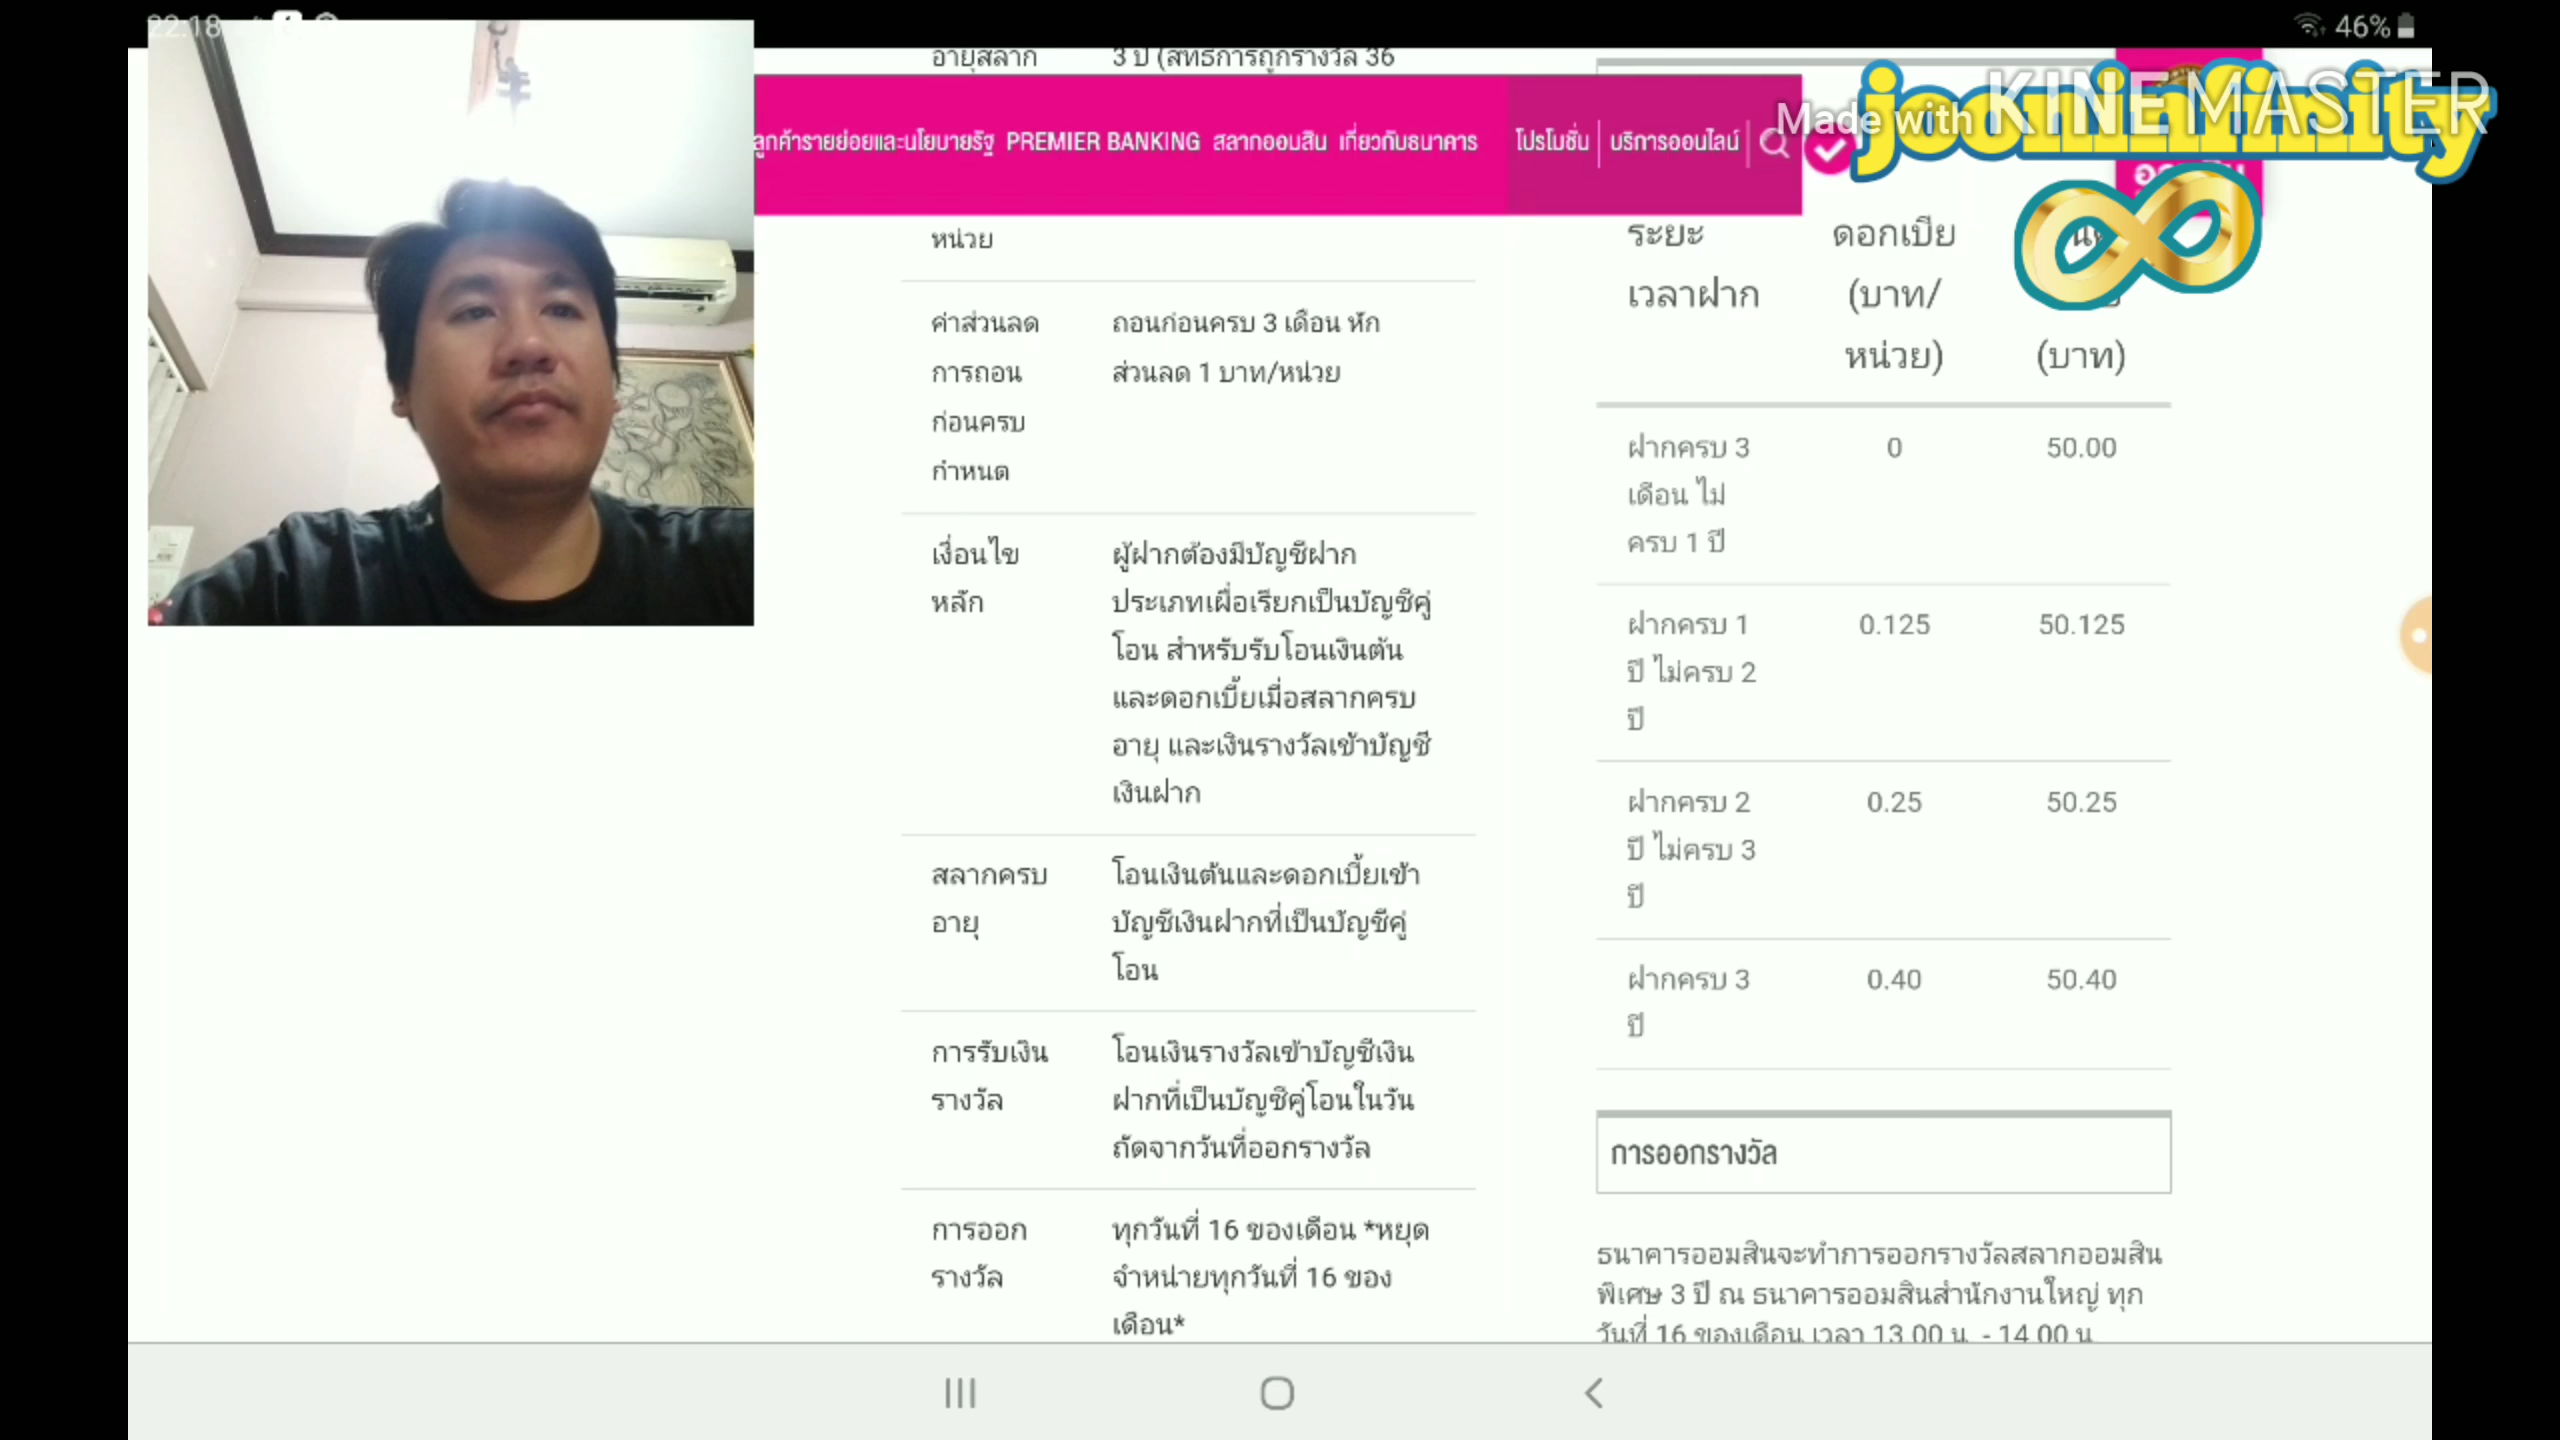 22:18
46%
Made with KINEMASTER
jooninfinity
อายุสลาก
3 ปี (สิทธิการถูกรางวัล 36
ลูกค้ารายย่อยและนโยบายรัฐ PREMIER BANKING สลากออมสิน เกี่ยวกับธนาคาร โปรโมชั่น บริการออนไลน์
หน่วย
ค่าส่วนลด
การถอน
ก่อนครบ
กำหนด
ถอนก่อนครบ 3 เดือน หัก
ส่วนลด 1 บาท/หน่วย
เงื่อนไข
หลัก
ผู้ฝากต้องมีบัญชีฝาก
ประเภทเผื่อเรียกเป็นบัญชีคู่
โอน สำหรับรับโอนเงินต้น
และดอกเบี้ยเมื่อสลากครบ
อายุ และเงินรางวัลเข้าบัญชี
เงินฝาก
สลากครบ
อายุ
โอนเงินต้นและดอกเบี้ยเข้า
บัญชีเงินฝากที่เป็นบัญชีคู่
โอน
การรับเงิน
รางวัล
โอนเงินรางวัลเข้าบัญชีเงิน
ฝากที่เป็นบัญชีคู่โอนในวัน
ถัดจากวันที่ออกรางวัล
การออก
รางวัล
ทุกวันที่ 16 ของเดือน *หยุด
จำหน่ายทุกวันที่ 16 ของ
เดือน*
ระยะ
เวลาฝาก
ดอกเบี้ย
(บาท/
หน่วย)
(บาท)
ฝากครบ 3
เดือน ไม่
ครบ 1 ปี
0
50.00
ฝากครบ 1
ปี ไม่ครบ 2
ปี
0.125
50.125
ฝากครบ 2
ปี ไม่ครบ 3
ปี
0.25
50.25
ฝากครบ 3
ปี
0.40
50.40
การออกรางวัล
ธนาคารออมสินจะทำการออกรางวัลสลากออมสิน
พิเศษ 3 ปี ณ ธนาคารออมสินสำนักงานใหญ่ ทุก
วันที่ 16 ของเดือน เวลา 13.00 น. - 14.00 น.